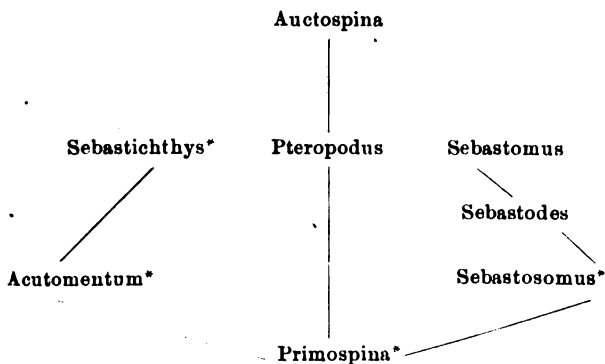 Auctospina
Sebastichthys* Pteropodus Sebastomus
Sebastodes
Acutomentum* Sebastosomus*
Primospina*